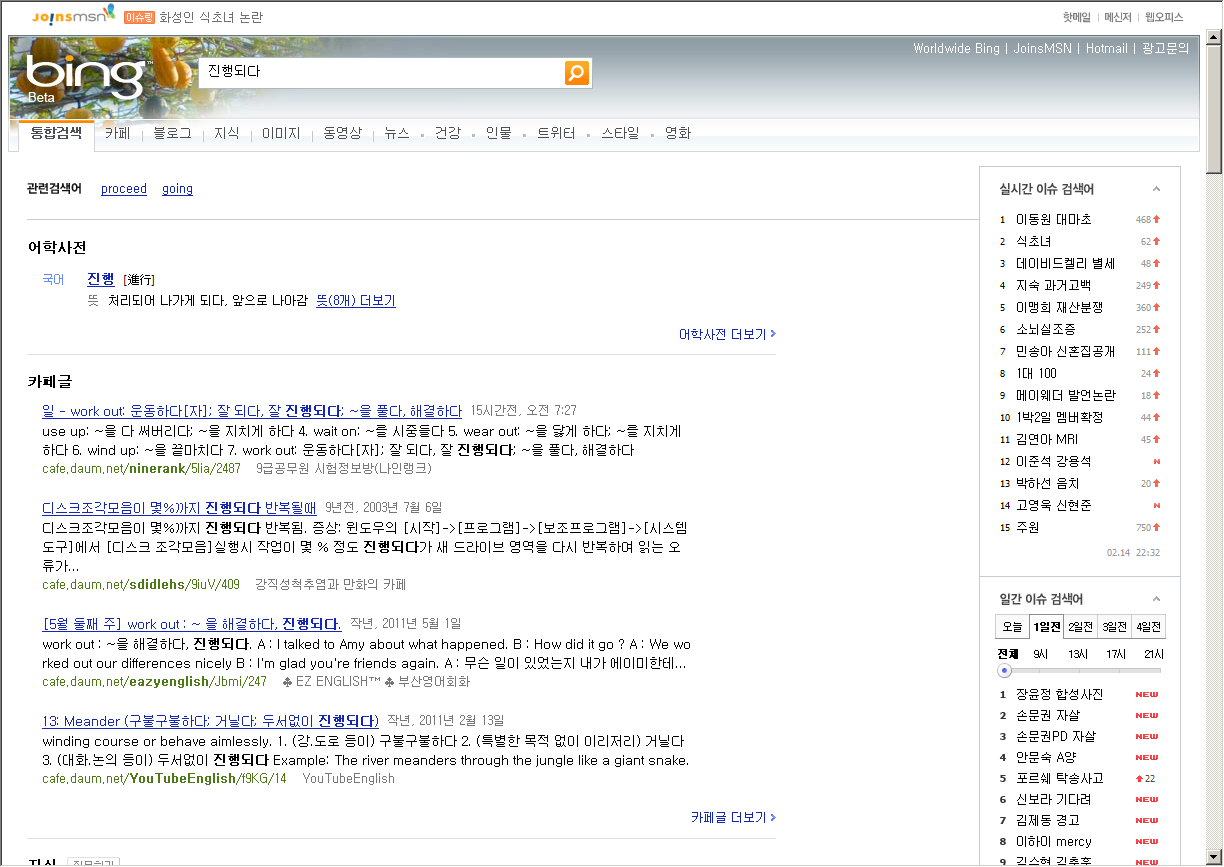 joinsmsn 이슈링 화성인 식초녀 논란
핫메일 | 메신저 | 웹오피스
Worldwide Bing | JoinsMSN | Hotmail | 광고문의
bing™
Beta
진행되다
통합검색 카페 | 블로그 | 지식 | 이미지 | 동영상 | 뉴스 • 건강 • 인물 • 트위터 • 스타일 • 영화
관련검색어 proceed going
어학사전
국어 진행 [進行]
뜻 처리되어 나가게 되다, 앞으로 나아감 뜻(8개) 더보기
어학사전 더보기
카페글
일 - work out: 운동하다[자]; 잘 되다, 잘 진행되다; ~을 풀다, 해결하다 15시간전, 오전 7:27
use up: ~을 다 써버리다; ~을 지치게 하다 4. wait on: ~를 시중들다 5. wear out: ~을 닳게 하다; ~를 지치게
하다 6. wind up: ~을 끝마치다 7. work out: 운동하다[자]; 잘 되다, 잘 진행되다; ~을 풀다, 해결하다
cafe.daum.net/ninerank/5lia/2487 9급공무원 시험정보방(나인랭크)
디스크조각모음이 몇%까지 진행되다 반복될때 9년전, 2003년 7월 6일
디스크조각모음이 몇%까지 진행되다 반복됨. 증상: 윈도우의 [시작]->[프로그램]->[보조프로그램]->[시스템
도구]에서 [디스크 조각모음]실행시 작업이 몇 % 정도 진행되다가 새 드라이브 영역을 다시 반복하여 읽는 오
류가...
cafe.daum.net/sdidlehs/9iuV/409 강직성척추염과 만화의 카페
[5월 둘째 주] work out : ~ 을 해결하다, 진행되다. 작년, 2011년 5월 1일
work out : ~을 해결하다, 진행되다. A : I talked to Amy about what happened. B : How did it go ? A : We wo
rked out our differences nicely B : I'm glad you're friends again. A : 무슨 일이 있었는지 내가 에이미한테...
cafe.daum.net/eazyenglish/Jbmi/247 ♣ EZ ENGLISH™ ♣ 부산영어회화
13: Meander (구불구불하다; 거닐다; 두서없이 진행되다) 작년, 2011년 2월 13일
winding course or behave aimlessly. 1. (강.도로 등이) 구불구불하다 2. (특별한 목적 없이 이리저리) 거닐다
3. (대화.논의 등이) 두서없이 진행되다 Example: The river meanders through the jungle like a giant snake.
cafe.daum.net/YouTubeEnglish/f9KG/14 YouTubeEnglish
카페글 더보기
지식 질문하기
실시간 이슈 검색어
1 이동원 대마초 468
2 식초녀 62
3 데이비드켈리 별세 48
4 지숙 과거고백 249
5 이맹희 재산분쟁 360
6 소뇌실조증 252
7 민송아 신혼집공개 111
8 1대 100 24
9 메이웨더 발언논란 18
10 1박2일 멤버확정 44
11 김연아 MRI 45
12 이준석 강용석 N
13 박하선 음치 20
14 고영욱 신현준 N
15 주원 750
02.14 22:32
일간 이슈 검색어
오늘 1일전 2일전 3일전 4일전
전체 9시 13시 17시 21시
1 장윤정 합성사진 NEW
2 손문권 자살 NEW
3 손문권PD 자살 NEW
4 안문숙 A양 NEW
5 포르쉐 탁송사고 22
6 신보라 기다려 NEW
7 김제동 경고 NEW
8 이하이 mercy NEW
9 김수현 김충훈 NEW